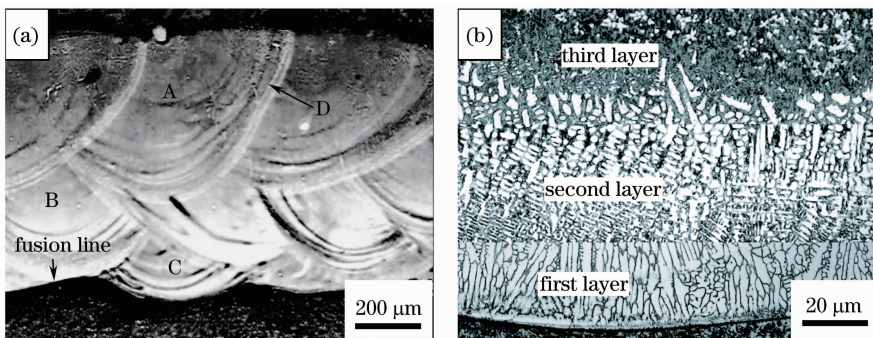 (a)
A
D
B
fusion line
C
200 μm
(b)
third layer
second layer
first layer
20 μm